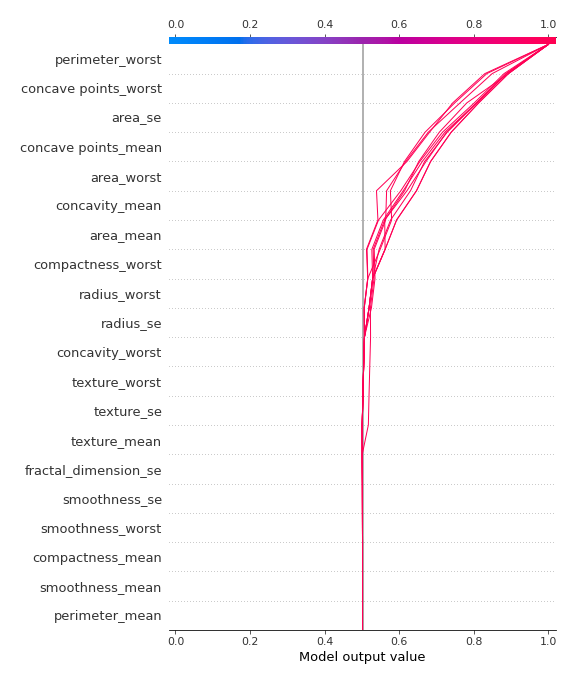 0.0 0.2 0.4 0.6 0.8 1.0
perimeter_worst
concave points_worst
area_se
concave points_mean
area_worst
concavity_mean
area_mean
compactness_worst
radius_worst
radius_se
concavity_worst
texture_worst
texture_se
texture_mean
fractal_dimension_se
smoothness_se
smoothness_worst
compactness_mean
smoothness_mean
perimeter_mean
0.0 0.2 0.4 0.6 0.8 1.0
Model output value